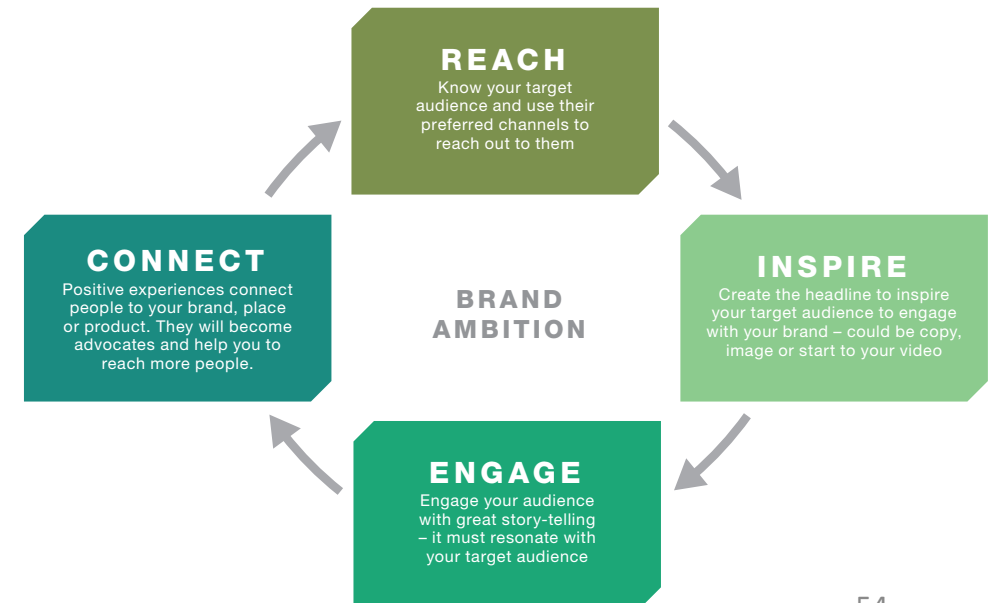 REACH
Know your target
audience and use their
preferred channels to
reach out to them
INSPIRE
Create the headline to inspire
your target audience to engage
with your brand – could be copy,
image or start to your video
ENGAGE
Engage your audience
with great story-telling
– it must resonate with
your target audience
CONNECT
Positive experiences connect
people to your brand, place
or product. They will become
advocates and help you to
reach more people.
BRAND
AMBITION